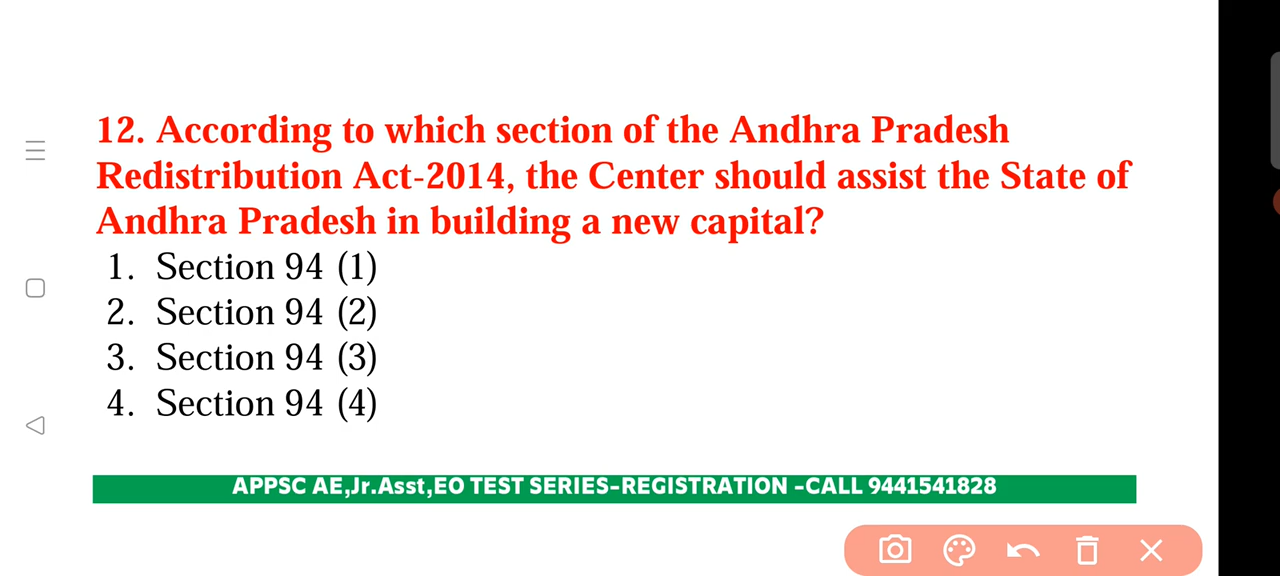 12. According to which section of the Andhra Pradesh
Redistribution Act-2014, the Center should assist the State of
Andhra Pradesh in building a new capital?
1. Section 94 (1)
2. Section 94 (2)
3. Section 94 (3)
4. Section 94 (4)
APPSC AE,Jr.Asst,EO TEST SERIES-REGISTRATION -CALL 9441541828